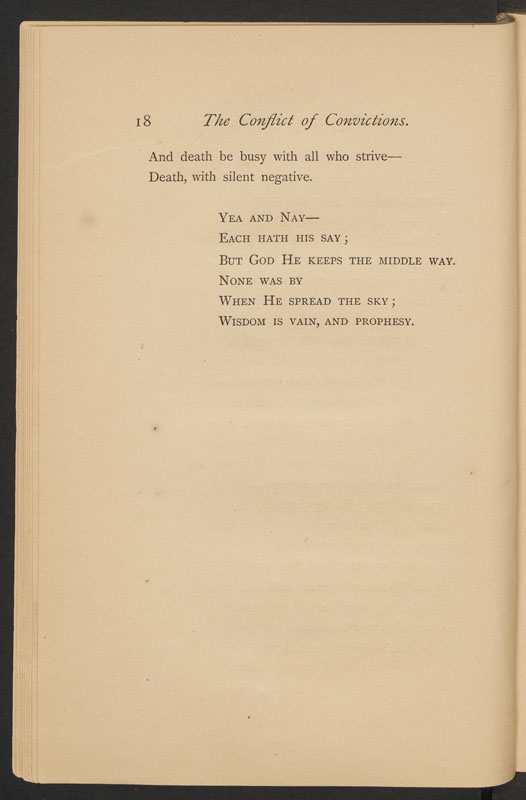 18 The Conflict of Convictions.
And death be busy with all who strive—
Death, with silent negative.
YEA AND NAY—
EACH HATH HIS SAY;
BUT GOD HE KEEPS THE MIDDLE WAY.
NONE WAS BY
WHEN HE SPREAD THE SKY;
WISDOM IS VAIN, AND PROPHESY.